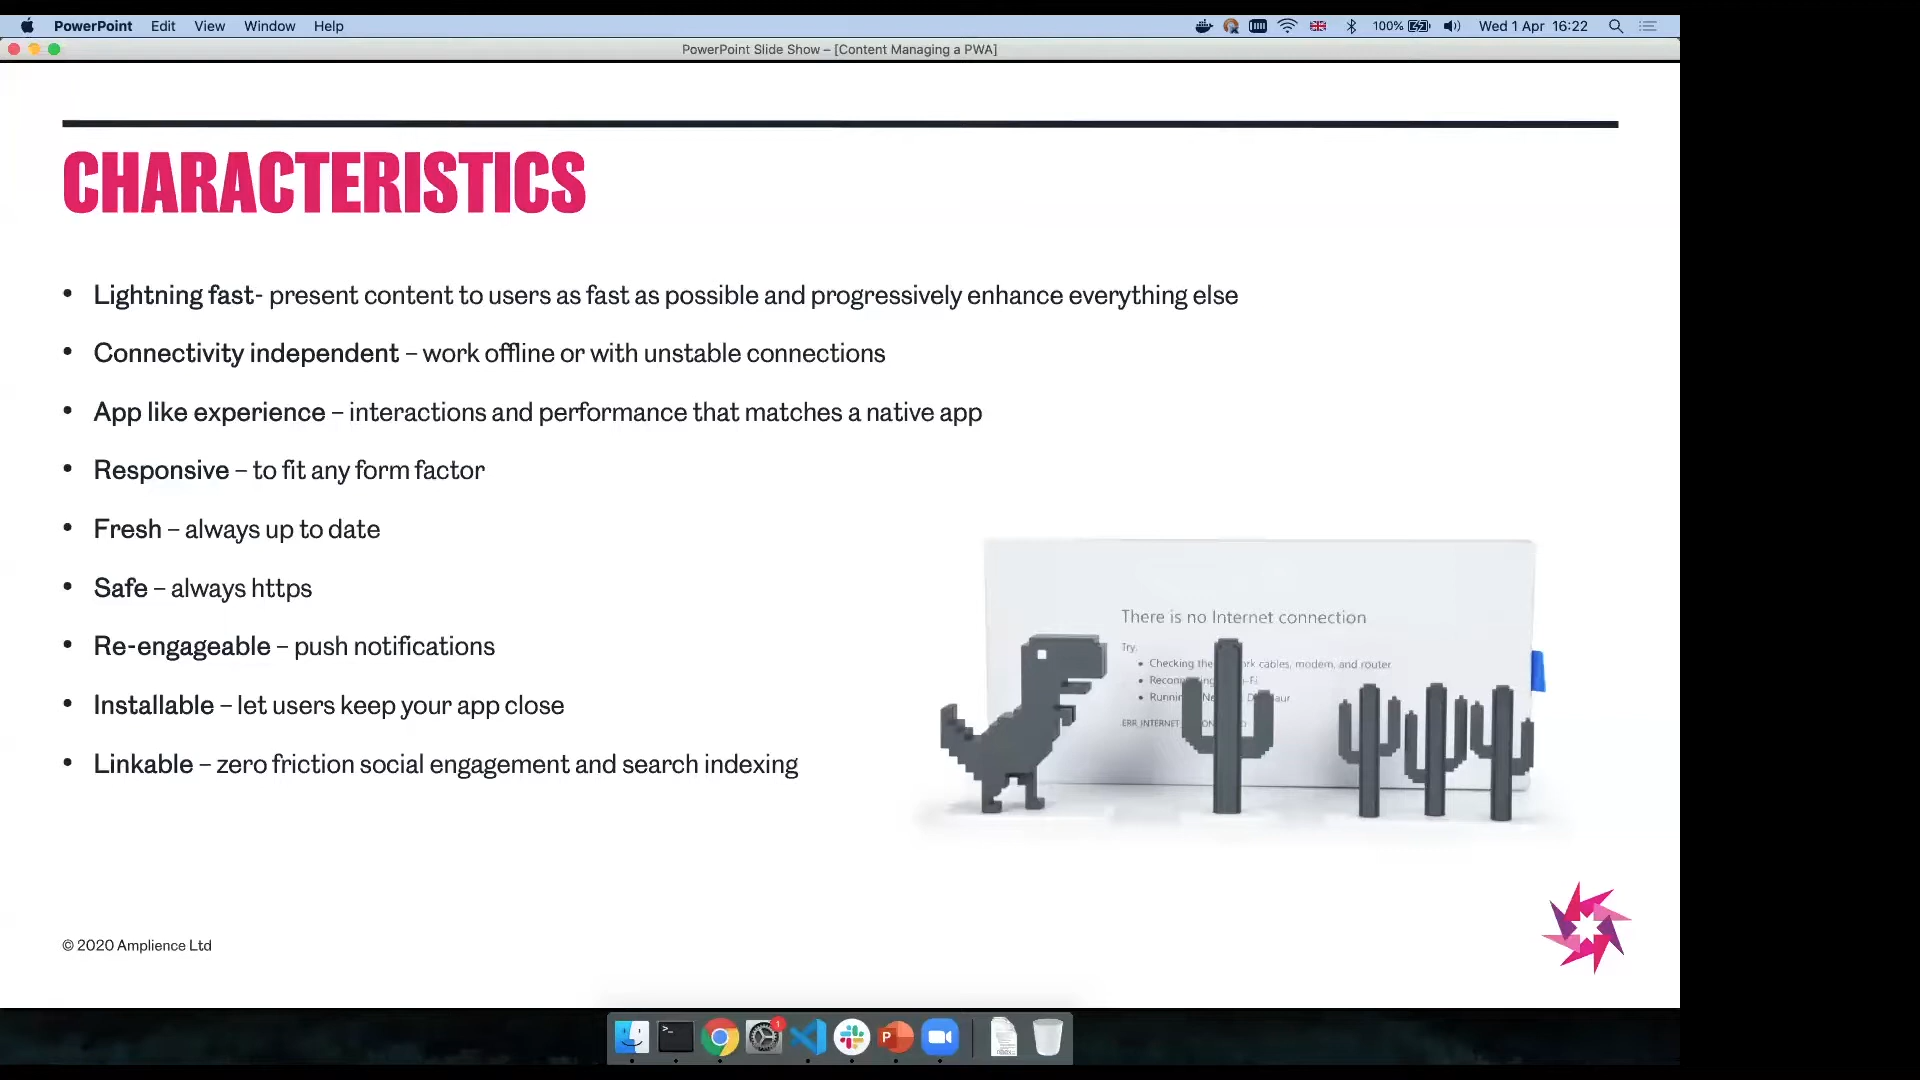 PowerPoint Edit View Window Help 100% Wed 1 Apr 16:22
PowerPoint Slide Show – [Content Managing a PWA]
CHARACTERISTICS
• Lightning fast- present content to users as fast as possible and progressively enhance everything else
• Connectivity independent – work offline or with unstable connections
• App like experience – interactions and performance that matches a native app
• Responsive – to fit any form factor
• Fresh – always up to date
• Safe – always https
• Re-engageable – push notifications
• Installable – let users keep your app close
• Linkable – zero friction social engagement and search indexing
There is no Internet connection
Try:
• Checking the cables, modem, and router
ERR_INTERNET
© 2020 Amplience Ltd
1